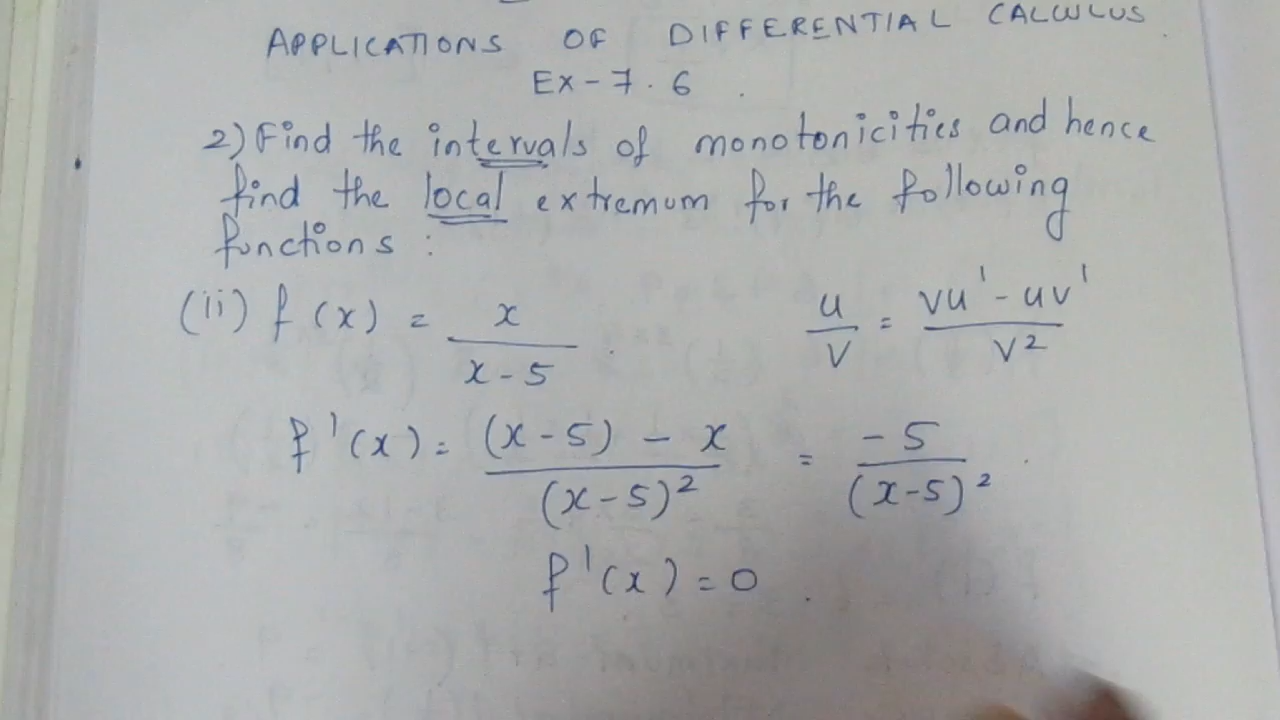 APPLICATIONS OF DIFFERENTIAL CALCULUS
EX-7.6
2) Find the intervals of monotonicities and hence
find the local extremum for the following
functions :
(ii) f(x) = x / (x-5) . u/v = (vu' - uv') / v²
f'(x) = ((x-5) - x) / (x-5)² = -5 / (x-5)² .
f'(x) = 0 .